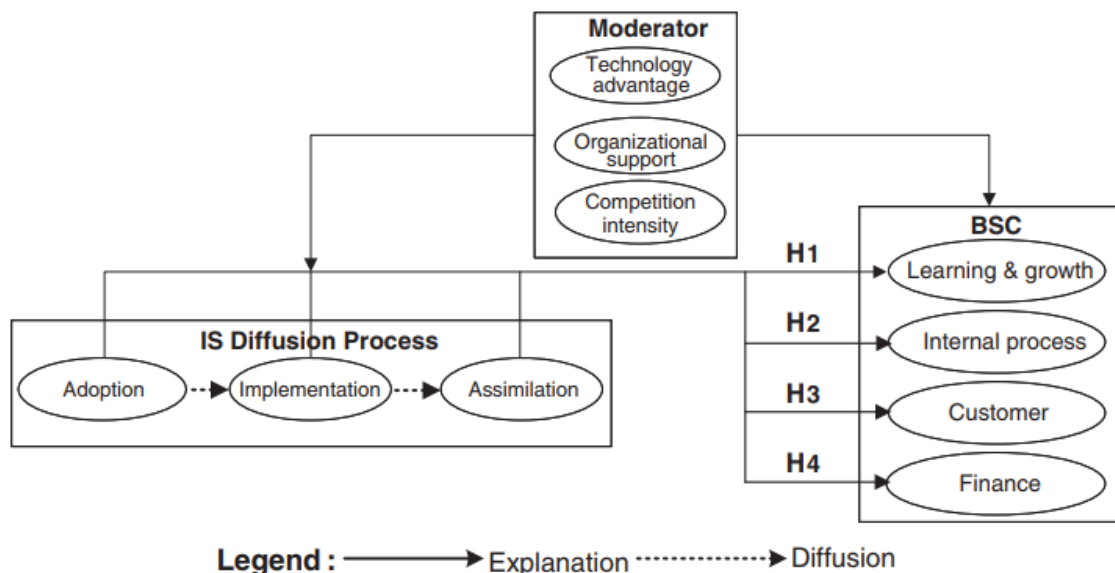 Moderator
Technology
advantage
Organizational
support
Competition
intensity
BSC
H1
Learning & growth
H2
Internal process
IS Diffusion Process
Adoption
Implementation
Assimilation
H3
Customer
H4
Finance
Legend :
Explanation
Diffusion